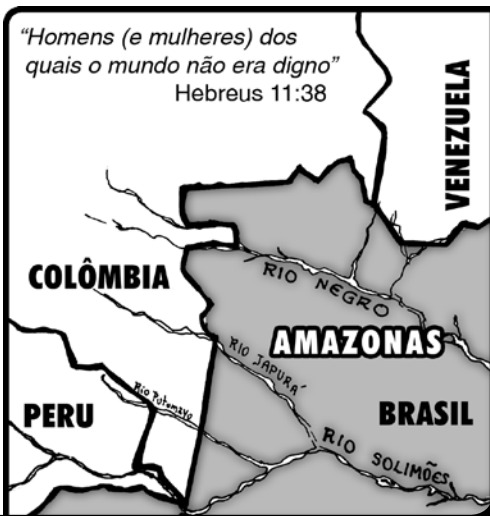 “Homens (e mulheres) dos
quais o mundo não era digno”
Hebreus 11:38
VENEZUELA
COLÔMBIA
RIO NEGRO
AMAZONAS
RIO JAPURÁ
Rio Putumayo
PERU
BRASIL
RIO SOLIMÕES